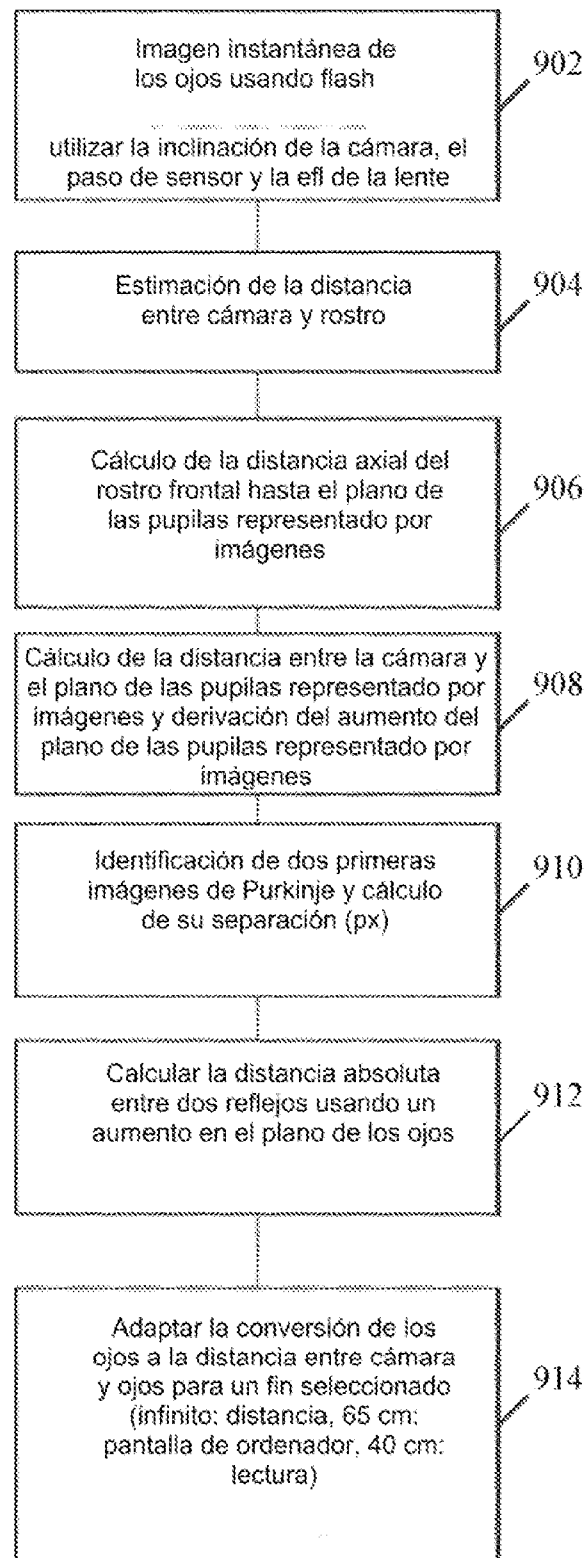 Imagen instantánea de
los ojos usando flash
utilizar la inclinación de la cámara, el
paso de sensor y la efl de la lente
902
Estimación de la distancia
entre cámara y rostro
904
Cálculo de la distancia axial del
rostro frontal hasta el plano de
las pupilas representado por
imágenes
906
Cálculo de la distancia entre la cámara y
el plano de las pupilas representado por
imágenes y derivación del aumento del
plano de las pupilas representado por
imágenes
908
Identificación de dos primeras
imágenes de Purkinje y cálculo
de su separación (px)
910
Calcular la distancia absoluta
entre dos reflejos usando un
aumento en el plano de los ojos
912
Adaptar la conversión de los
ojos a la distancia entre cámara
y ojos para un fin seleccionado
(infinito: distancia, 65 cm:
pantalla de ordenador, 40 cm:
lectura)
914